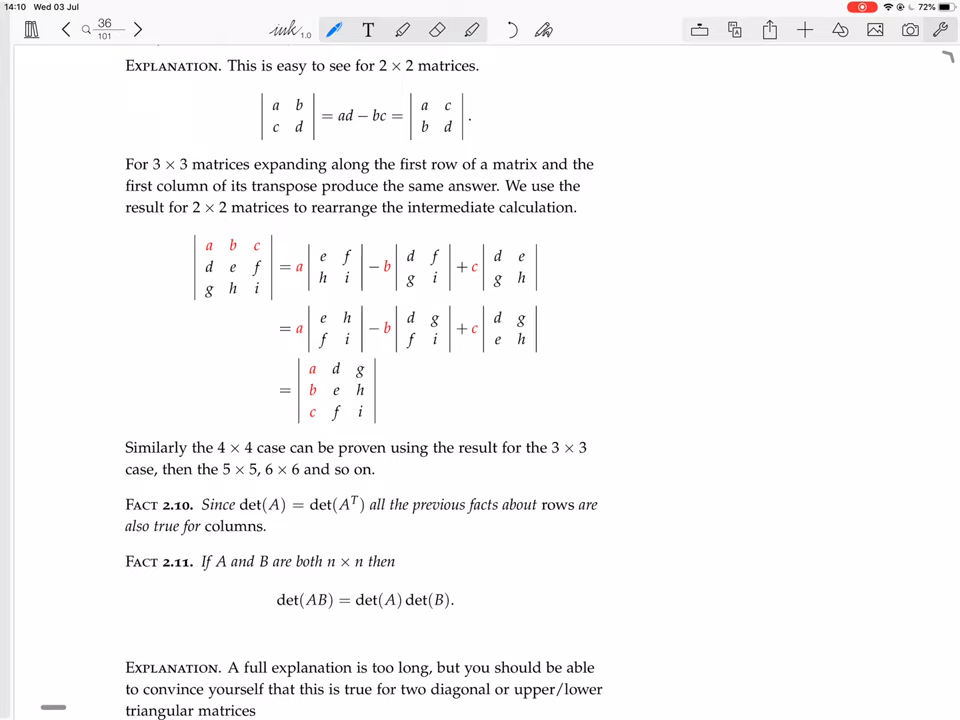 14:10 Wed 03 Jul 72%
36
101
ink 1.0 T
EXPLANATION. This is easy to see for 2 × 2 matrices.
| a b |
| c d | = ad − bc = | a c |
| b d | .
For 3 × 3 matrices expanding along the first row of a matrix and the
first column of its transpose produce the same answer. We use the
result for 2 × 2 matrices to rearrange the intermediate calculation.
a b c
d e f
g h i
= a | e f | − b | d f | + c | d e |
| h i | | g i | | g h |
= a | e h | − b | d g | + c | d g |
| f i | | f i | | e h |
=
a d g
b e h
c f i
Similarly the 4 × 4 case can be proven using the result for the 3 × 3
case, then the 5 × 5, 6 × 6 and so on.
FACT 2.10. Since det(A) = det(Aᵀ) all the previous facts about rows are
also true for columns.
FACT 2.11. If A and B are both n × n then
det(AB) = det(A) det(B).
EXPLANATION. A full explanation is too long, but you should be able
to convince yourself that this is true for two diagonal or upper/lower
triangular matrices